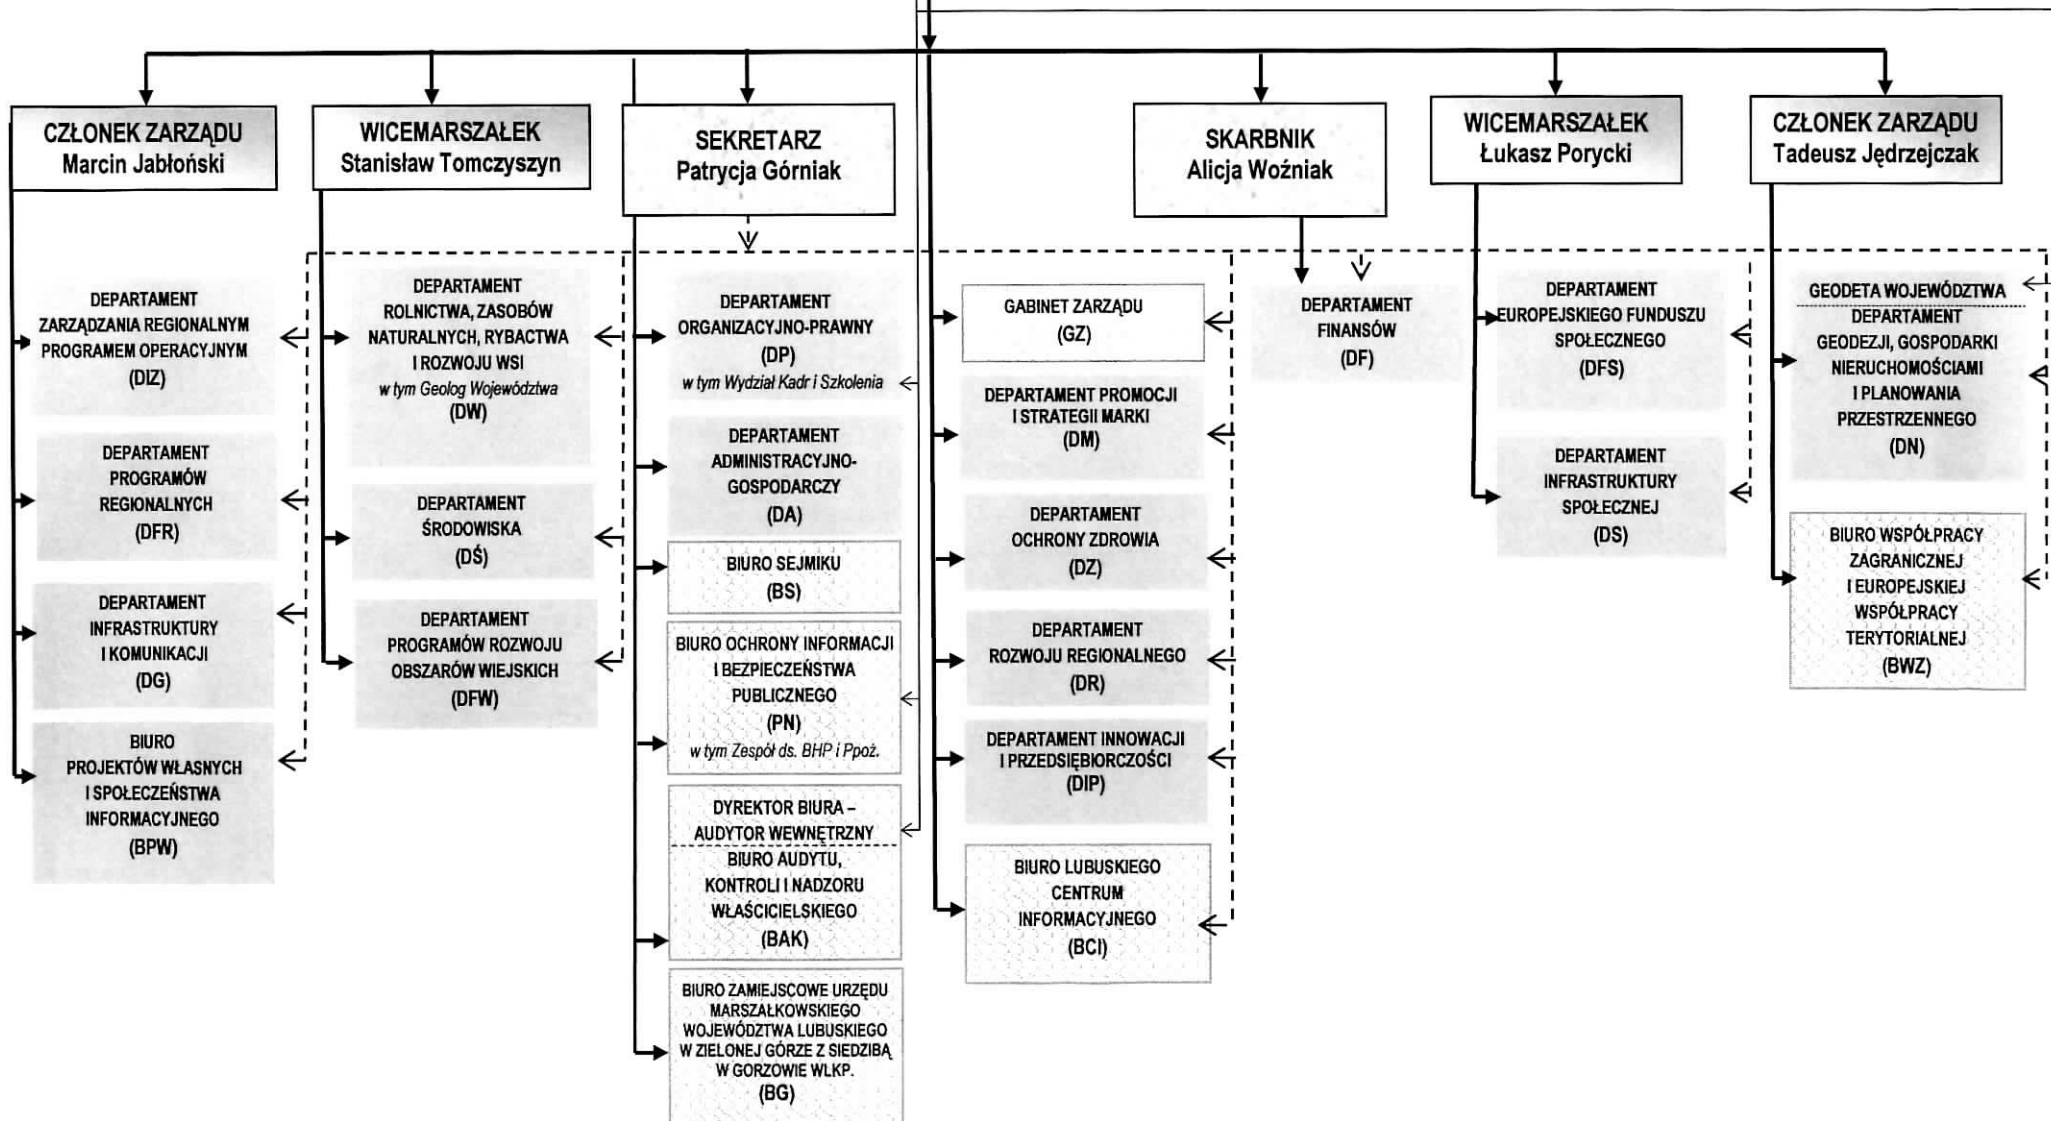 CZŁONEK ZARZĄDU
Marcin Jabłoński
WICEMARSZAŁEK
Stanisław Tomczyszyn
SEKRETARZ
Patrycja Górniak
SKARBNIK
Alicja Woźniak
WICEMARSZAŁEK
Łukasz Porycki
CZŁONEK ZARZĄDU
Tadeusz Jędrzejczak
DEPARTAMENT
ZARZĄDZANIA REGIONALNYM
PROGRAMEM OPERACYJNYM
(DIZ)
DEPARTAMENT
PROGRAMÓW
REGIONALNYCH
(DFR)
DEPARTAMENT
INFRASTRUKTURY
I KOMUNIKACJI
(DG)
BIURO
PROJEKTÓW WŁASNYCH
I SPOŁECZEŃSTWA
INFORMACYJNEGO
(BPW)
DEPARTAMENT
ROLNICTWA, ZASOBÓW
NATURALNYCH, RYBACTWA
I ROZWOJU WSI
w tym Geolog Województwa
(DW)
DEPARTAMENT
ŚRODOWISKA
(DŚ)
DEPARTAMENT
PROGRAMÓW ROZWOJU
OBSZARÓW WIEJSKICH
(DFW)
DEPARTAMENT
ORGANIZACYJNO-PRAWNY
(DP)
w tym Wydział Kadr i Szkolenia
DEPARTAMENT
ADMINISTRACYJNO-
GOSPODARCZY
(DA)
BIURO SEJMIKU
(BS)
BIURO OCHRONY INFORMACJI
I BEZPIECZEŃSTWA
PUBLICZNEGO
(PN)
w tym Zespół ds. BHP i Ppoż.
DYREKTOR BIURA –
AUDYTOR WEWNĘTRZNY
BIURO AUDYTU,
KONTROLI I NADZORU
WŁAŚCICIELSKIEGO
(BAK)
BIURO ZAMIEJSCOWE URZĘDU
MARSZAŁKOWSKIEGO
WOJEWÓDZTWA LUBUSKIEGO
W ZIELONEJ GÓRZE Z SIEDZIBĄ
W GORZOWIE WLKP.
(BG)
GABINET ZARZĄDU
(GZ)
DEPARTAMENT PROMOCJI
I STRATEGII MARKI
(DM)
DEPARTAMENT
OCHRONY ZDROWIA
(DZ)
DEPARTAMENT
ROZWOJU REGIONALNEGO
(DR)
DEPARTAMENT INNOWACJI
I PRZEDSIĘBIORCZOŚCI
(DIP)
BIURO LUBUSKIEGO
CENTRUM
INFORMACYJNEGO
(BCI)
DEPARTAMENT
FINANSÓW
(DF)
DEPARTAMENT
EUROPEJSKIEGO FUNDUSZU
SPOŁECZNEGO
(DFS)
DEPARTAMENT
INFRASTRUKTURY
SPOŁECZNEJ
(DS)
GEODETA WOJEWÓDZTWA
DEPARTAMENT
GEODEZJI, GOSPODARKI
NIERUCHOMOŚCIAMI
I PLANOWANIA
PRZESTRZENNEGO
(DN)
BIURO WSPÓŁPRACY
ZAGRANICZNEJ
I EUROPEJSKIEJ
WSPÓŁPRACY
TERYTORIALNEJ
(BWZ)